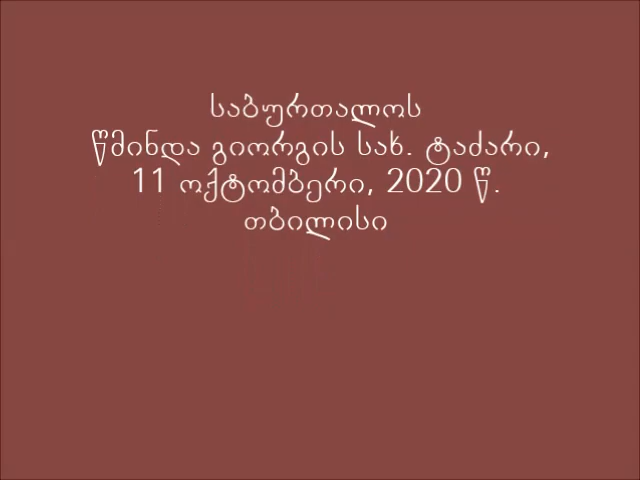 საბურთალოს
წმინდა გიორგის სახ. ტაძარი,
11 ოქტომბერი, 2020 წ.
თბილისი